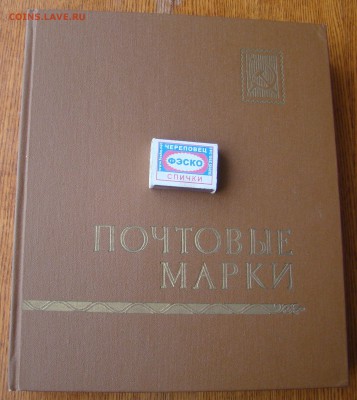 COINS.LAVE.RU
ЧЕРЕПОВЕЦ
ФЭСКО
СПИЧКИ
ПОЧТОВЫЕ
МАРКИ